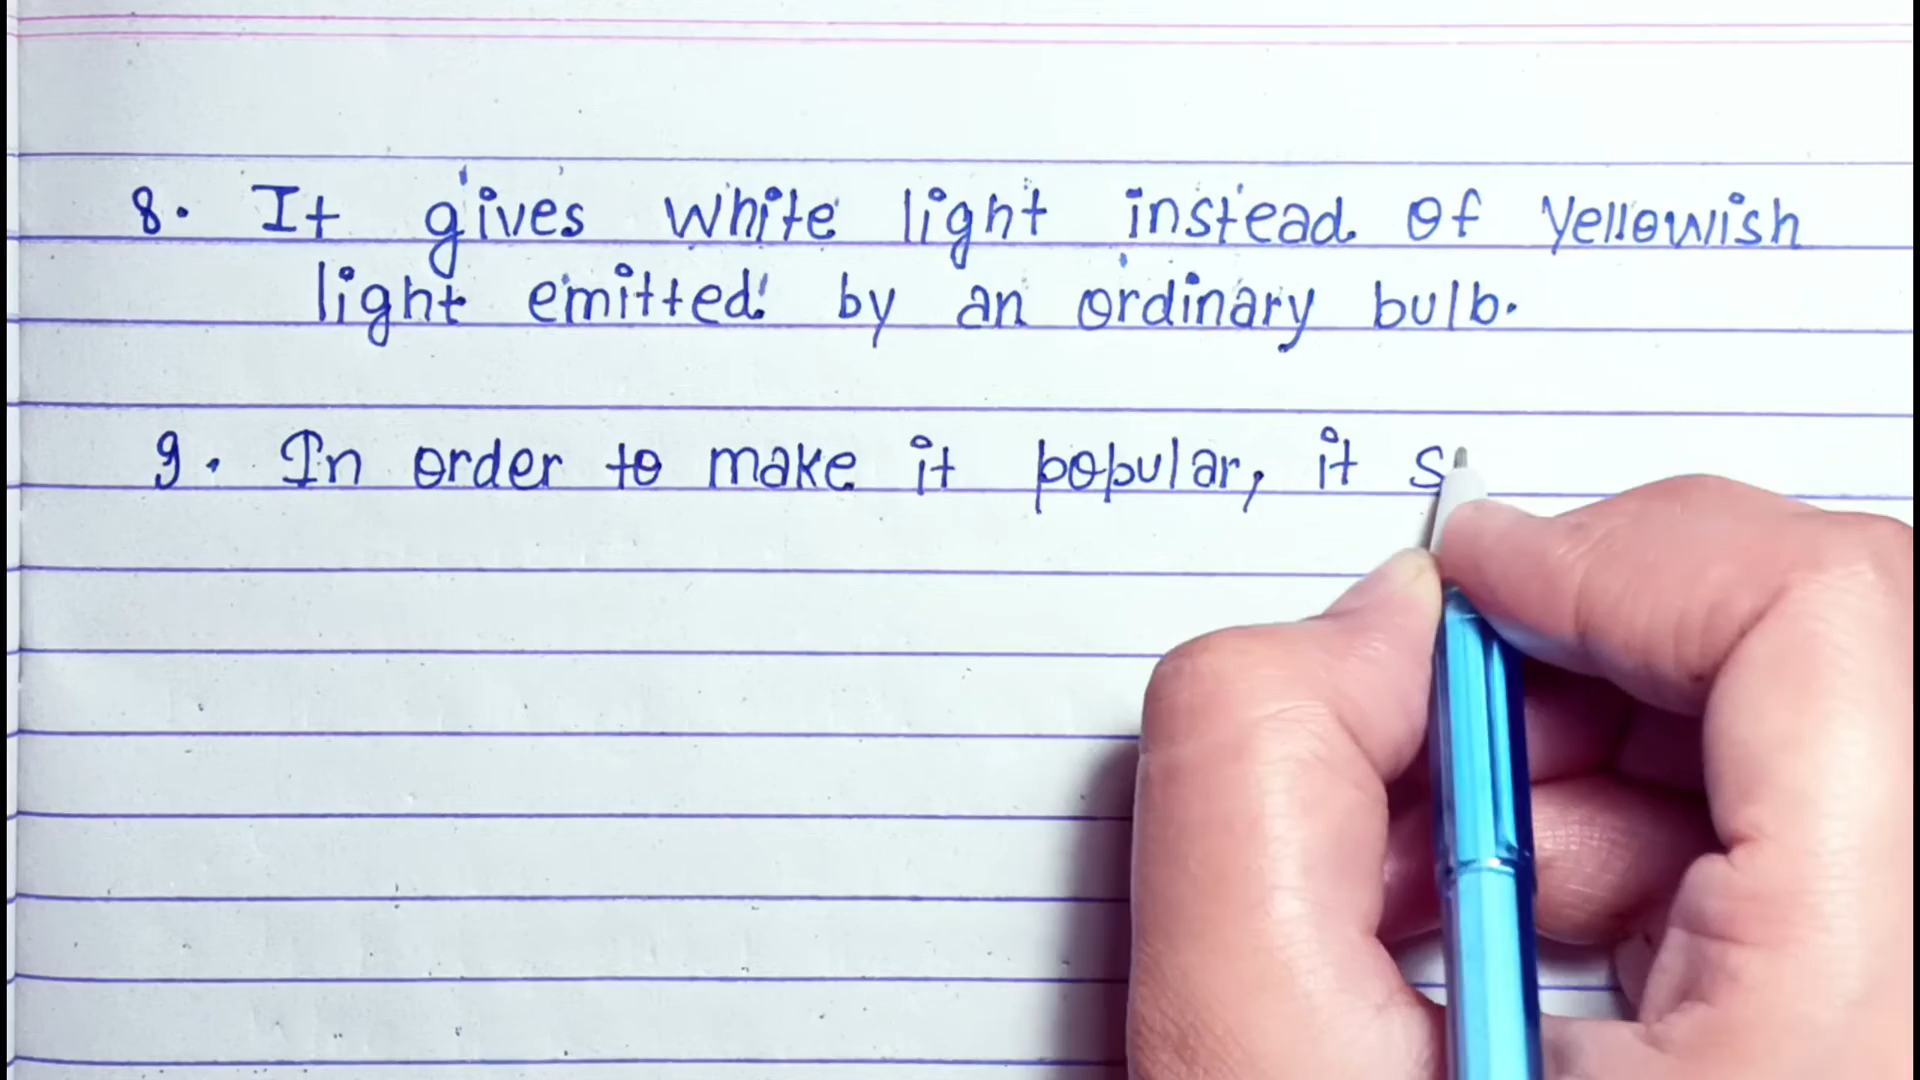 8. It gives white light instead of yellowish
light emitted by an ordinary bulb.
9. In order to make it popular, it s